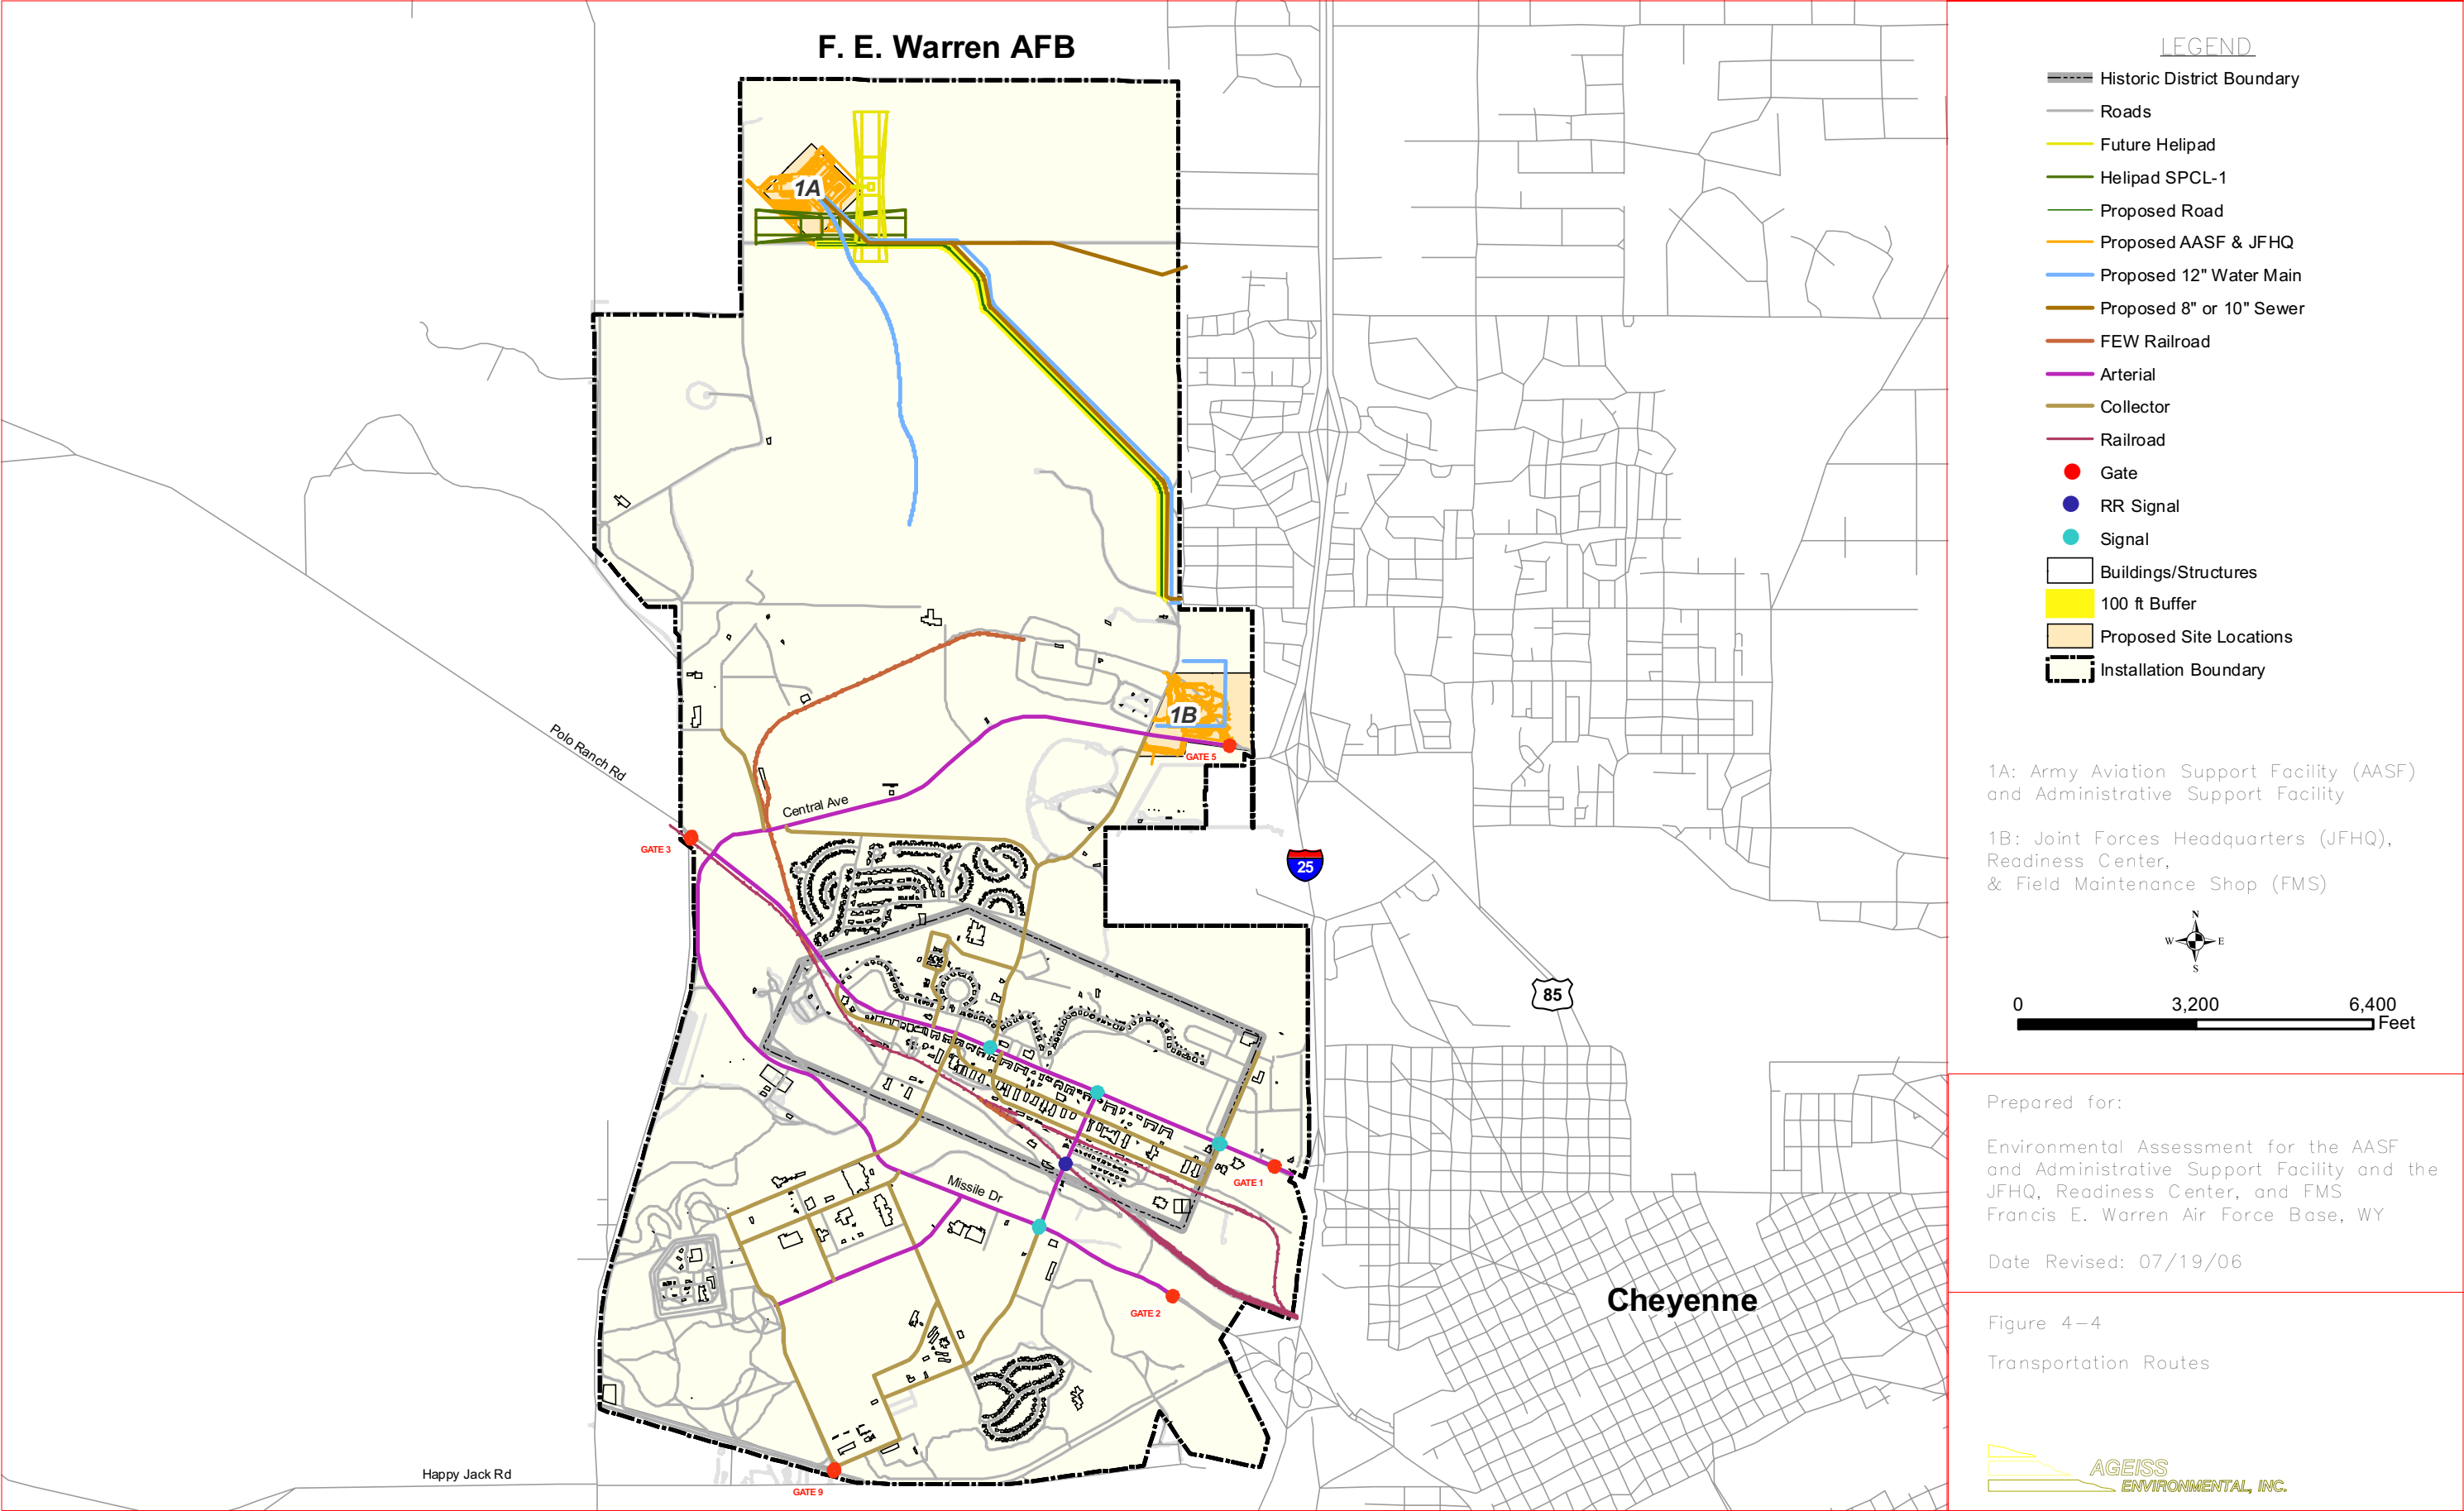 F. E. Warren AFB
1A
1B
GATE 5
Polo Ranch Rd
Central Ave
GATE 3
25
85
GATE 1
Missile Dr
GATE 2
Cheyenne
Happy Jack Rd
GATE 9
LEGEND
Historic District Boundary
Roads
Future Helipad
Helipad SPCL-1
Proposed Road
Proposed AASF & JFHQ
Proposed 12" Water Main
Proposed 8" or 10" Sewer
FEW Railroad
Arterial
Collector
Railroad
Gate
RR Signal
Signal
Buildings/Structures
100 ft Buffer
Proposed Site Locations
Installation Boundary
1A: Army Aviation Support Facility (AASF)
and Administrative Support Facility
1B: Joint Forces Headquarters (JFHQ),
Readiness Center,
& Field Maintenance Shop (FMS)
N
W E
S
0 3,200 6,400
Feet
Prepared for:
Environmental Assessment for the AASF
and Administrative Support Facility and the
JFHQ, Readiness Center, and FMS
Francis E. Warren Air Force Base, WY
Date Revised: 07/19/06
Figure 4-4
Transportation Routes
AGEISS
ENVIRONMENTAL, INC.